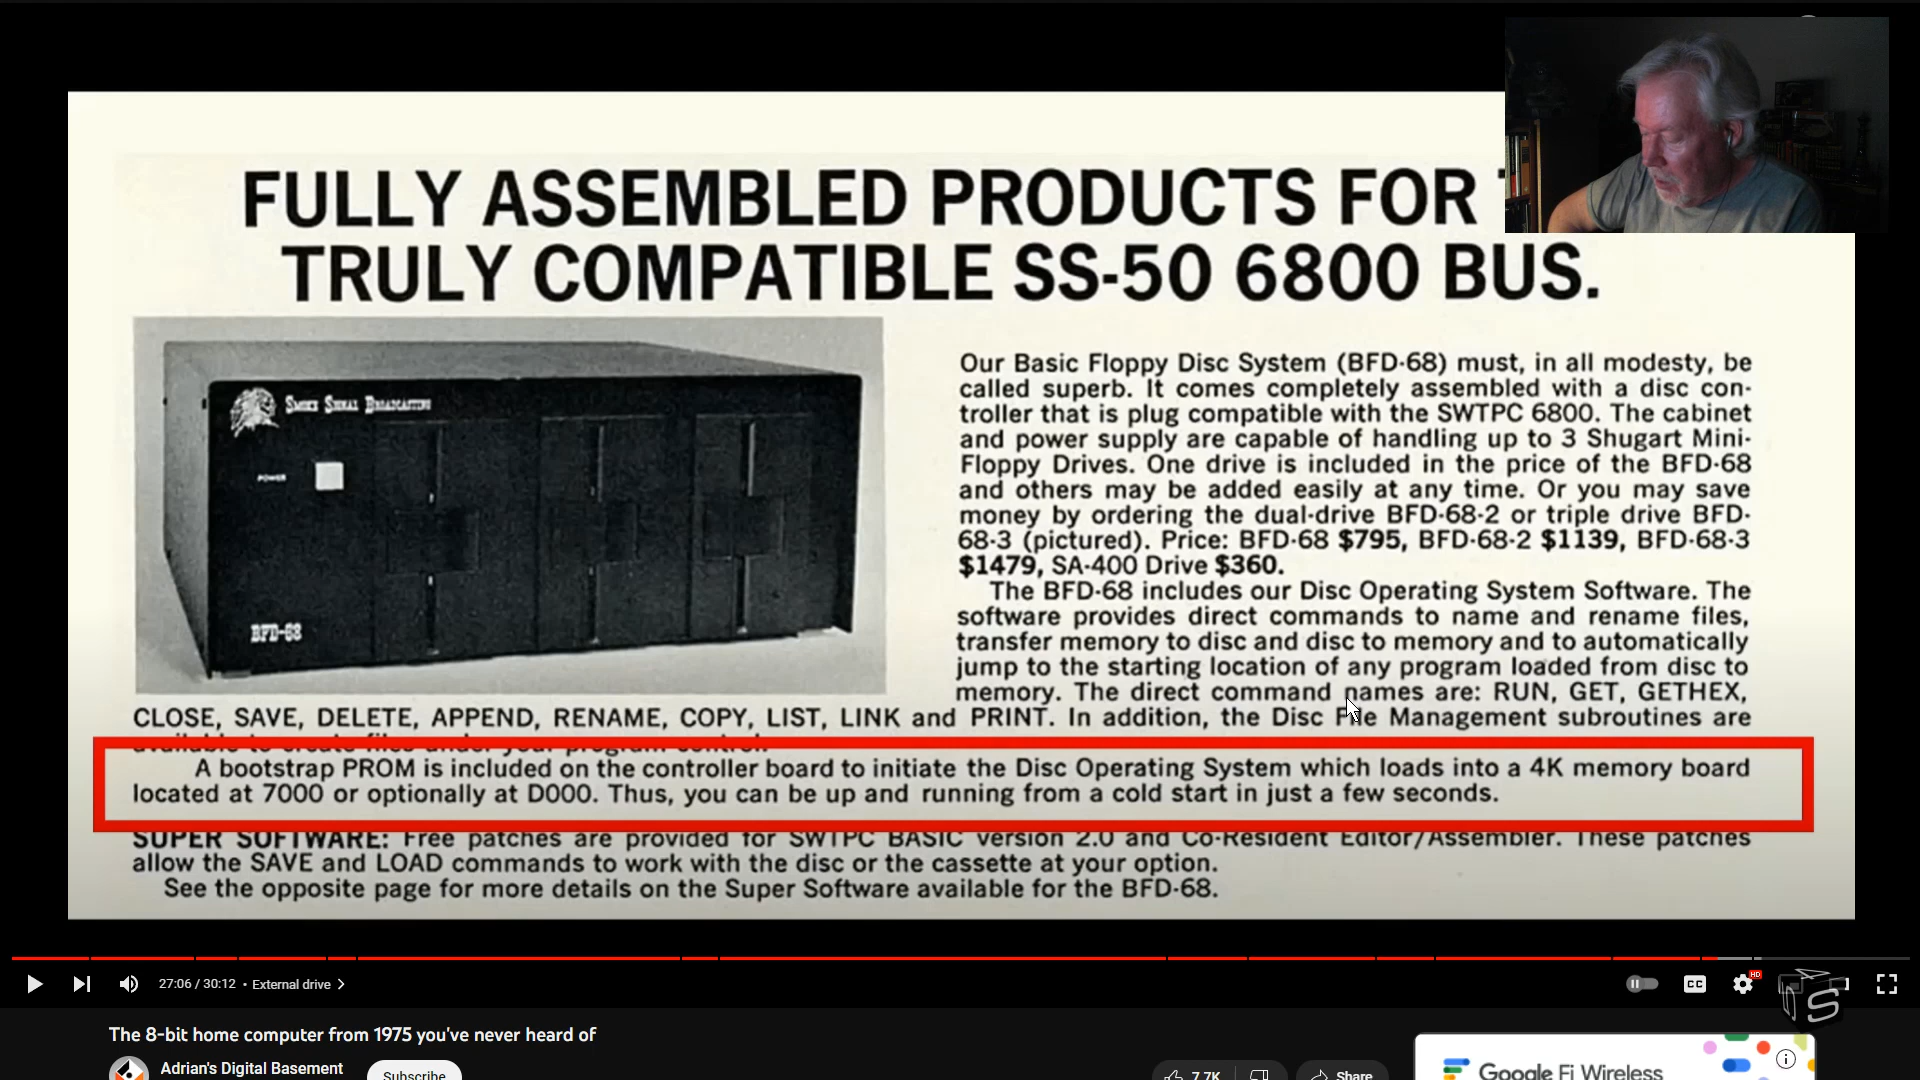 FULLY ASSEMBLED PRODUCTS FOR
TRULY COMPATIBLE SS-50 6800 BUS.
SMOKE SIGNAL BROADCASTING
POWER
BFD-68
Our Basic Floppy Disc System (BFD-68) must, in all modesty, be
called superb. It comes completely assembled with a disc con-
troller that is plug compatible with the SWTPC 6800. The cabinet
and power supply are capable of handling up to 3 Shugart Mini-
Floppy Drives. One drive is included in the price of the BFD-68
and others may be added easily at any time. Or you may save
money by ordering the dual-drive BFD-68-2 or triple drive BFD-
68-3 (pictured). Price: BFD-68 $795, BFD-68-2 $1139, BFD-68-3
$1479, SA-400 Drive $360.
The BFD-68 includes our Disc Operating System Software. The
software provides direct commands to name and rename files,
transfer memory to disc and disc to memory and to automatically
jump to the starting location of any program loaded from disc to
memory. The direct command names are: RUN, GET, GETHEX,
CLOSE, SAVE, DELETE, APPEND, RENAME, COPY, LIST, LINK and PRINT. In addition, the Disc File Management subroutines are
available to create files under your program control.
A bootstrap PROM is included on the controller board to initiate the Disc Operating System which loads into a 4K memory board
located at 7000 or optionally at D000. Thus, you can be up and running from a cold start in just a few seconds.
SUPER SOFTWARE: Free patches are provided for SWTPC BASIC version 2.0 and Co-Resident Editor/Assembler. These patches
allow the SAVE and LOAD commands to work with the disc or the cassette at your option.
See the opposite page for more details on the Super Software available for the BFD-68.
27:06 / 30:12 • External drive
CC
HD
S
The 8-bit home computer from 1975 you've never heard of
Adrian's Digital Basement
Subscribe
7.7K
Share
Google Fi Wireless